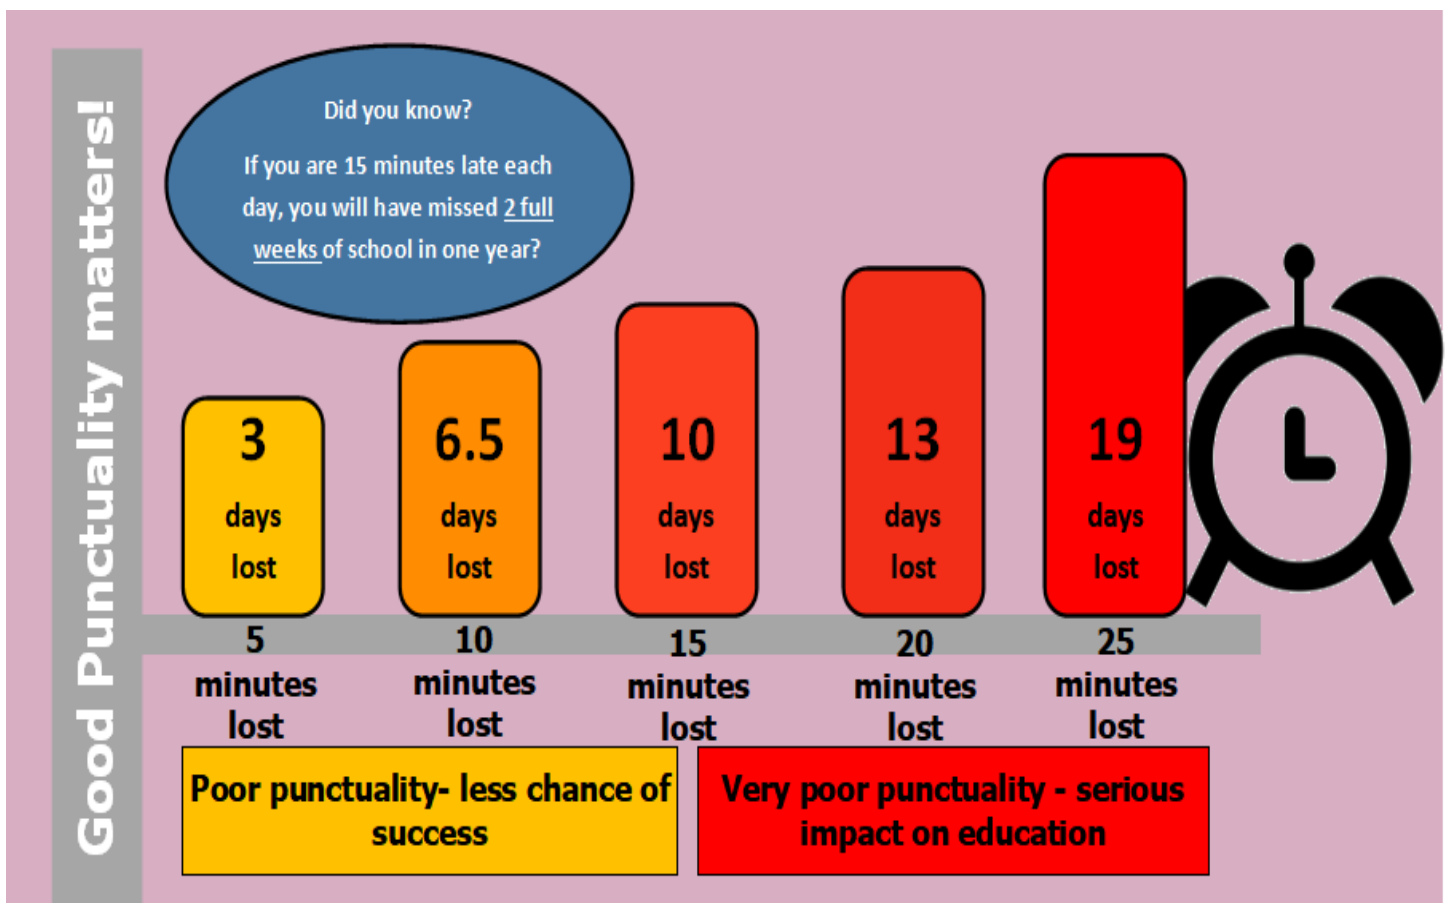 Good Punctuality matters!
Did you know?
If you are 15 minutes late each
day, you will have missed 2 full
weeks of school in one year?
3
days
lost
6.5
days
lost
10
days
lost
13
days
lost
19
days
lost
5
minutes
lost
10
minutes
lost
15
minutes
lost
20
minutes
lost
25
minutes
lost
Poor punctuality- less chance of
success
Very poor punctuality - serious
impact on education